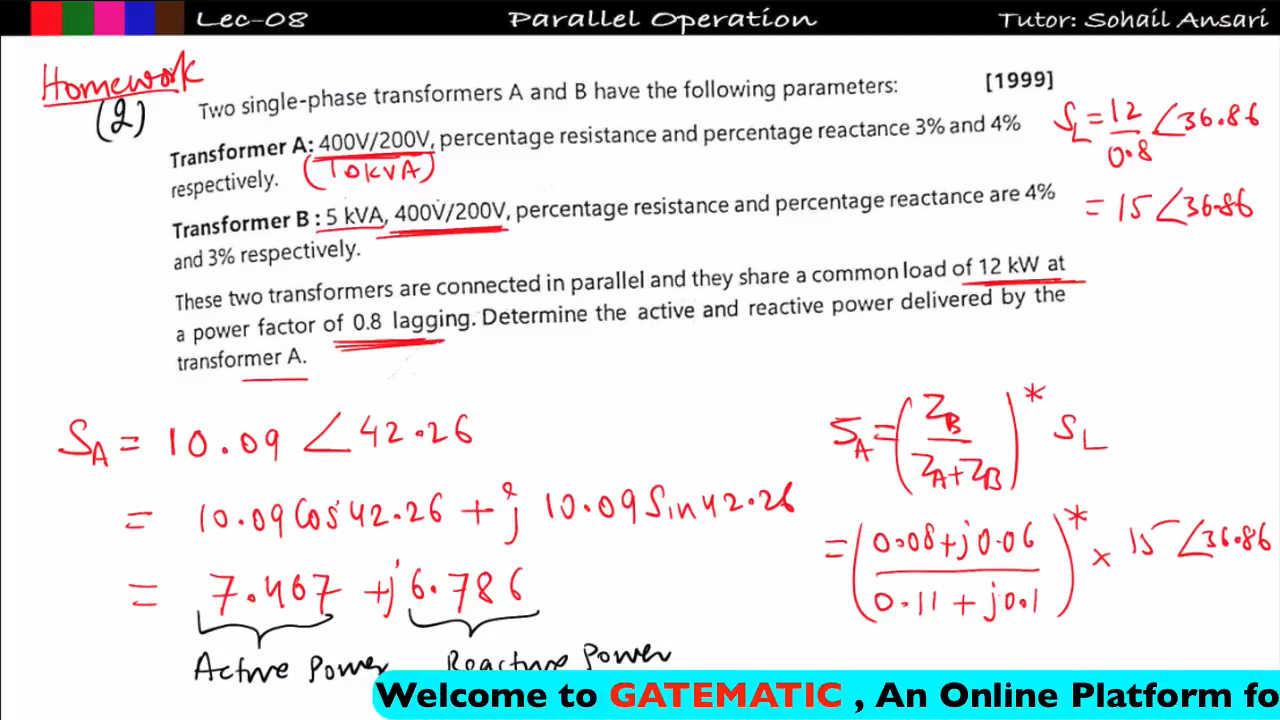 Lec-08 Parallel Operation Tutor: Sohail Ansari
Homework
(2)
Two single-phase transformers A and B have the following parameters: [1999]
Transformer A: 400V/200V, percentage resistance and percentage reactance 3% and 4%
(10kVA)
respectively.
Transformer B : 5 kVA, 400V/200V, percentage resistance and percentage reactance are 4%
and 3% respectively.
These two transformers are connected in parallel and they share a common load of 12 kW at
a power factor of 0.8 lagging. Determine the active and reactive power delivered by the
transformer A.
S_L = 12/0.8 ∠36.86
= 15 ∠36.86
S_A = (Z_B/(Z_A+Z_B))* S_L
= ((0.08+j0.06)/(0.11+j0.1))* × 15 ∠36.86
S_A = 10.09 ∠42.26
= 10.09 Cos 42.26 + j 10.09 Sin 42.26
= 7.467 + j 6.786
Active Power Reactive Power
Welcome to GATEMATIC , An Online Platform fo